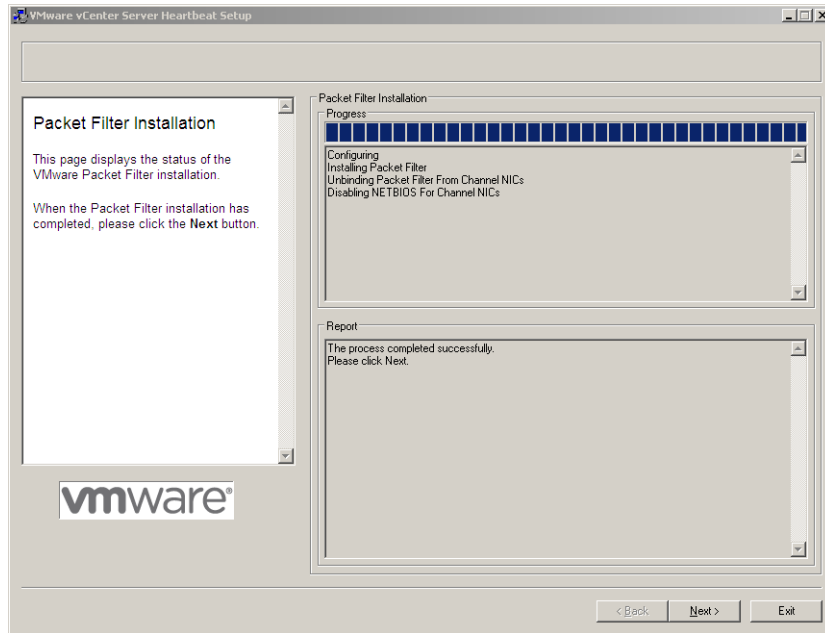 VMware vCenter Server Heartbeat Setup
Packet Filter Installation
This page displays the status of the
VMware Packet Filter installation.
When the Packet Filter installation has
completed, please click the Next button.
vmware®
Packet Filter Installation
Progress
Configuring
Installing Packet Filter
Unbinding Packet Filter From Channel NICs
Disabling NETBIOS For Channel NICs
Report
The process completed successfully.
Please click Next.
< Back
Next >
Exit